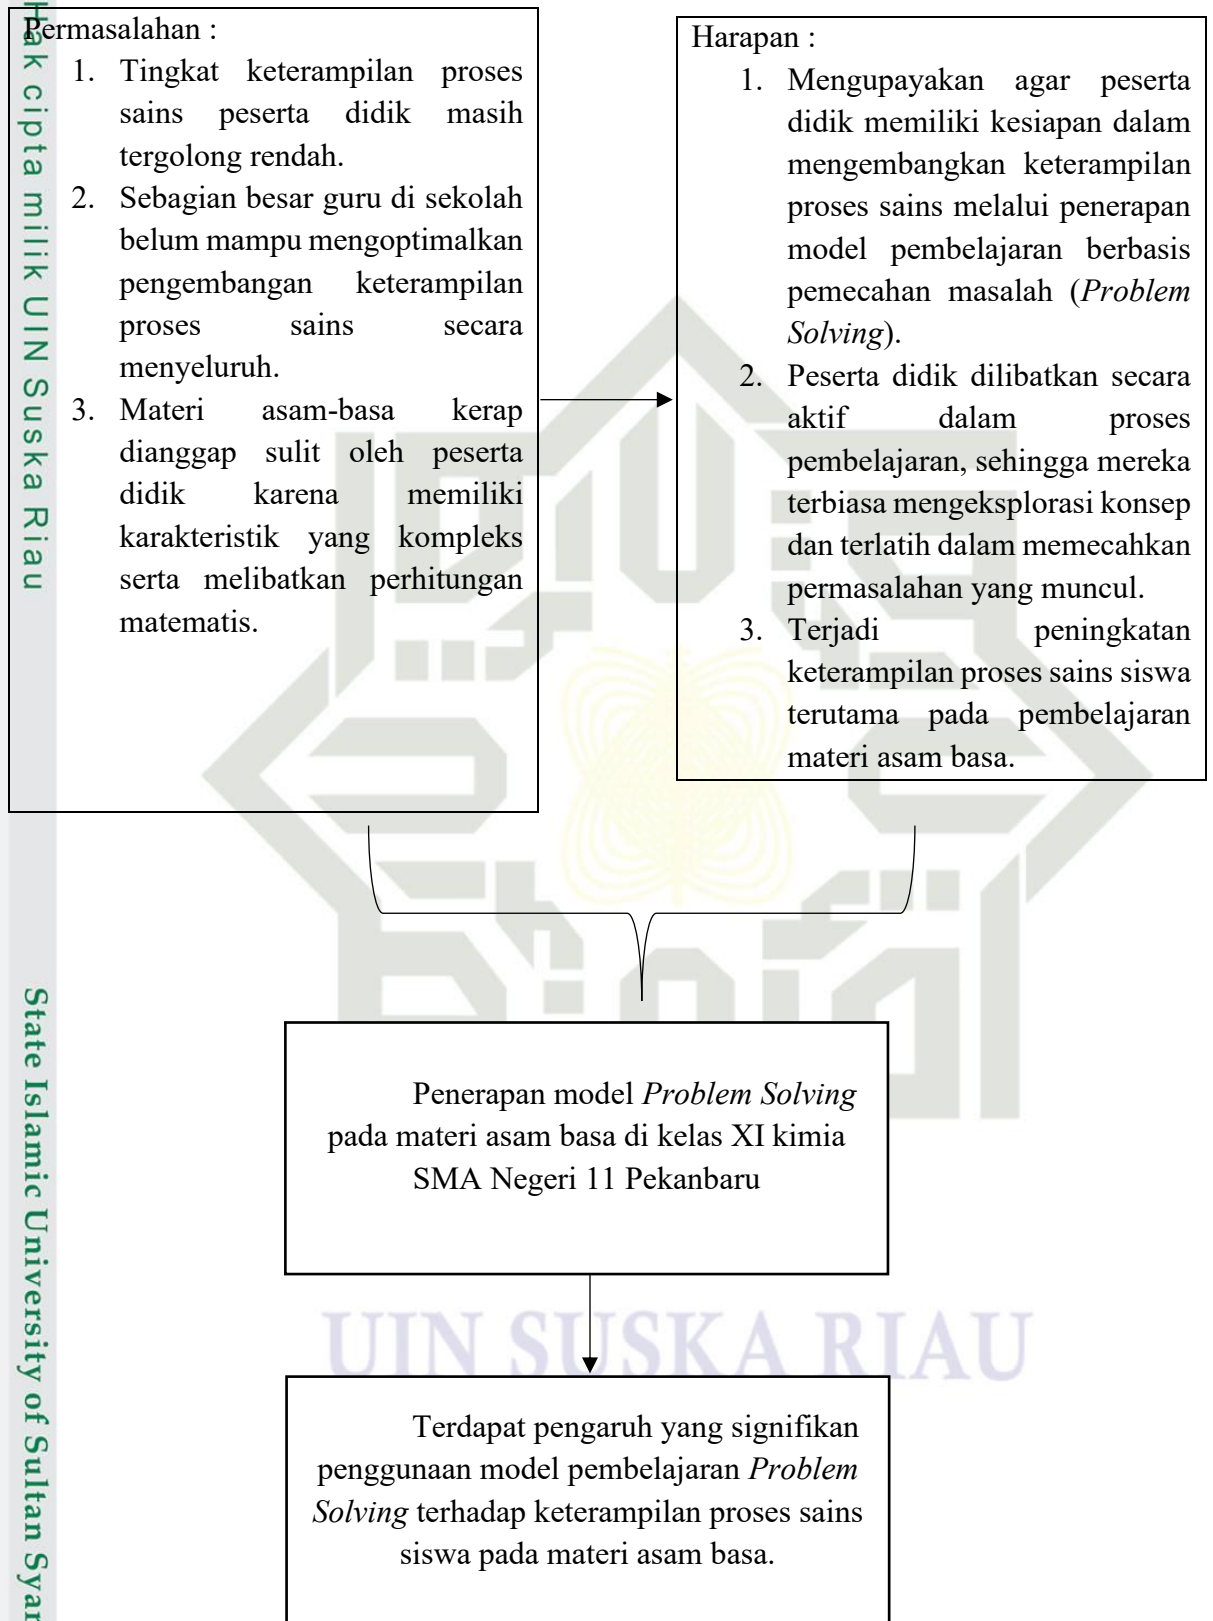 Hak cipta milik UIN Suska Riau
State Islamic University of Sultan Syar
Permasalahan :
1. Tingkat keterampilan proses
sains peserta didik masih
tergolong rendah.
2. Sebagian besar guru di sekolah
belum mampu mengoptimalkan
pengembangan keterampilan
proses sains secara
menyeluruh.
3. Materi asam-basa kerap
dianggap sulit oleh peserta
didik karena memiliki
karakteristik yang kompleks
serta melibatkan perhitungan
matematis.
Harapan :
1. Mengupayakan agar peserta
didik memiliki kesiapan dalam
mengembangkan keterampilan
proses sains melalui penerapan
model pembelajaran berbasis
pemecahan masalah (Problem
Solving).
2. Peserta didik dilibatkan secara
aktif dalam proses
pembelajaran, sehingga mereka
terbiasa mengeksplorasi konsep
dan terlatih dalam memecahkan
permasalahan yang muncul.
3. Terjadi peningkatan
keterampilan proses sains siswa
terutama pada pembelajaran
materi asam basa.
Penerapan model Problem Solving
pada materi asam basa di kelas XI kimia
SMA Negeri 11 Pekanbaru
UIN SUSKA RIAU
Terdapat pengaruh yang signifikan
penggunaan model pembelajaran Problem
Solving terhadap keterampilan proses sains
siswa pada materi asam basa.